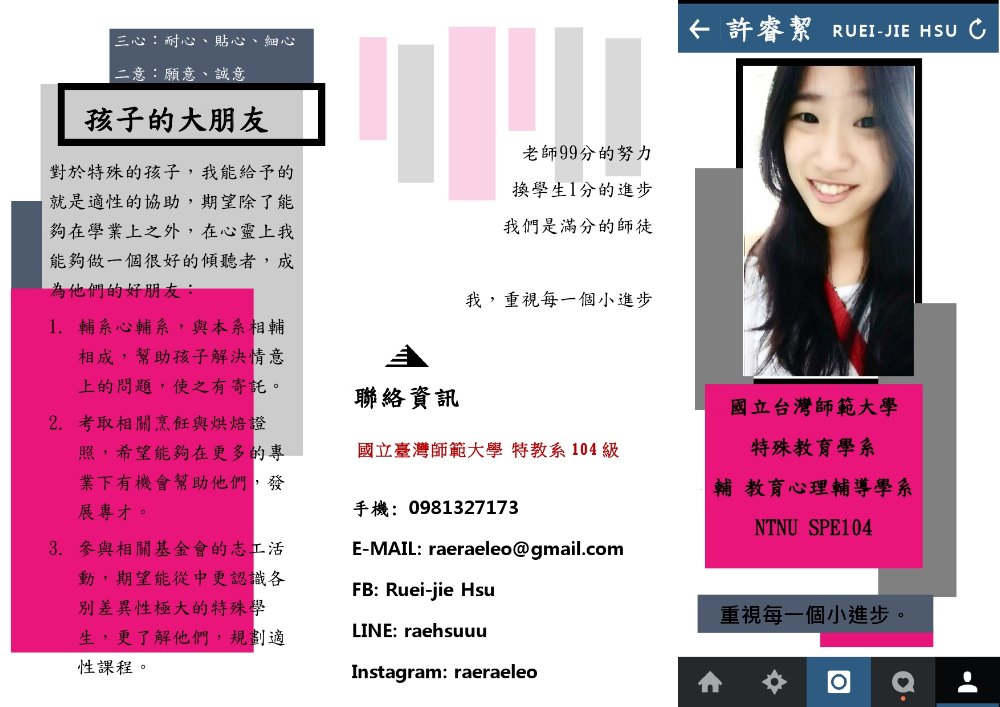 三心：耐心、貼心、細心
二意：願意、誠意
孩子的大朋友
對於特殊的孩子，我能給予的
就是適性的協助，期望除了能
夠在學業上之外，在心靈上我
能夠做一個很好的傾聽者，成
為他們的好朋友：
1. 輔系心輔系，與本系相輔
相成，幫助孩子解決情意
上的問題，使之有寄託。
2. 考取相關烹飪與烘焙證
照，希望能夠在更多的專
業下有機會幫助他們，發
展專才。
3. 參與相關基金會的志工活
動，期望能從中更認識各
別差異性極大的特殊學
生，更了解他們，規劃適
性課程。
老師99分的努力
換學生1分的進步
我們是滿分的師徒
我，重視每一個小進步
聯絡資訊
國立臺灣師範大學 特教系 104 級
手機: 0981327173
E-MAIL: raeraeleo@gmail.com
FB: Ruei-jie Hsu
LINE: raehsuuu
Instagram: raeraeleo
許睿絜 RUEI-JIE HSU
國立台灣師範大學
特殊教育學系
輔 教育心理輔導學系
NTNU SPE104
重視每一個小進步。